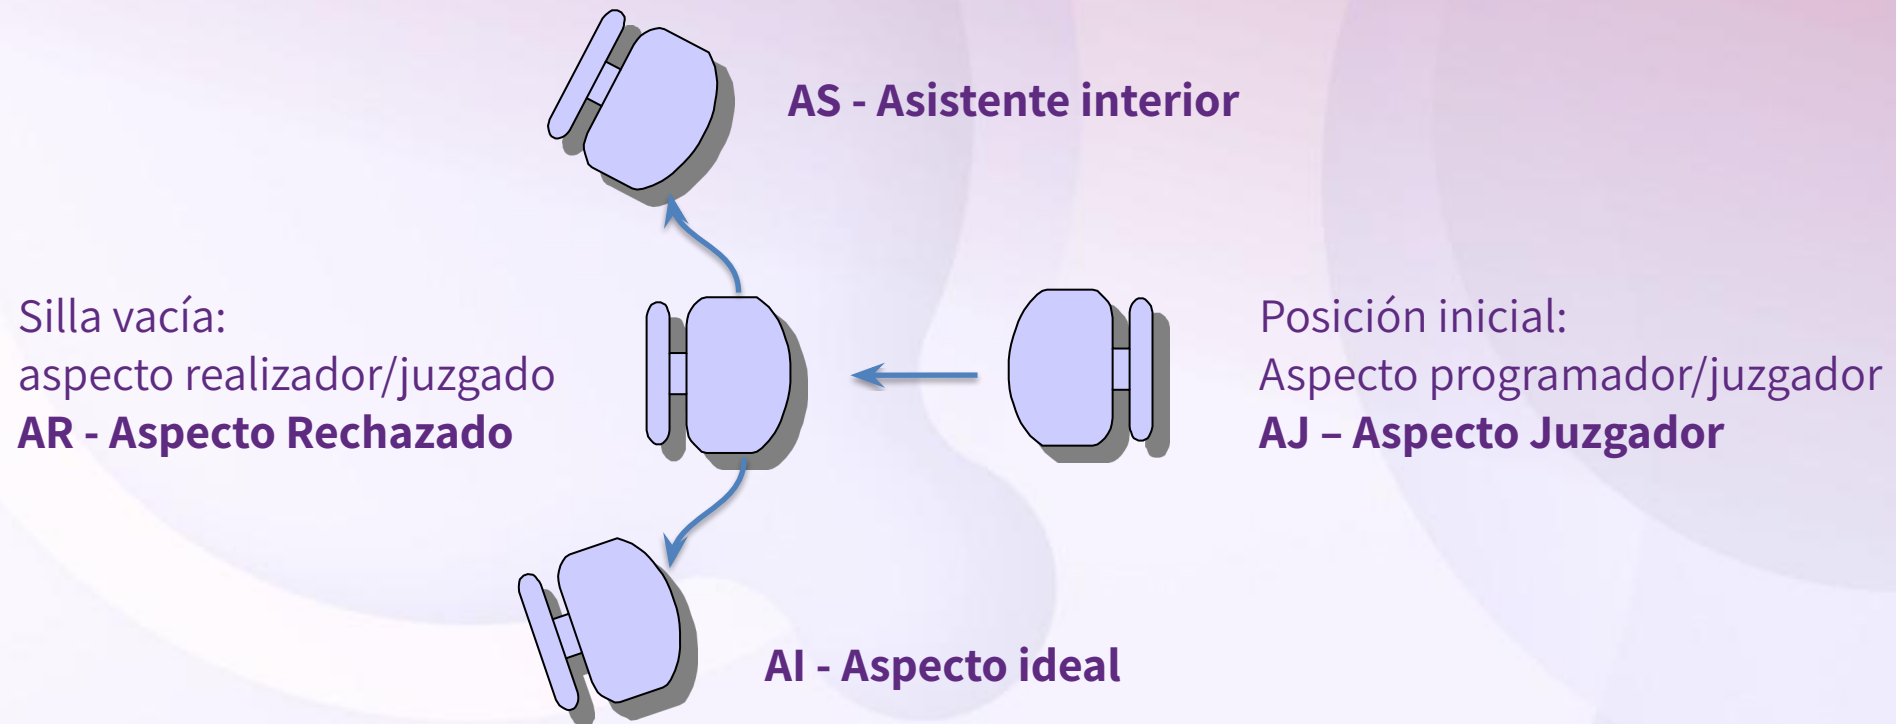 AS - Asistente interior
Silla vacía:
aspecto realizador/juzgado
AR - Aspecto Rechazado
Posición inicial:
Aspecto programador/juzgador
AJ – Aspecto Juzgador
AI - Aspecto ideal